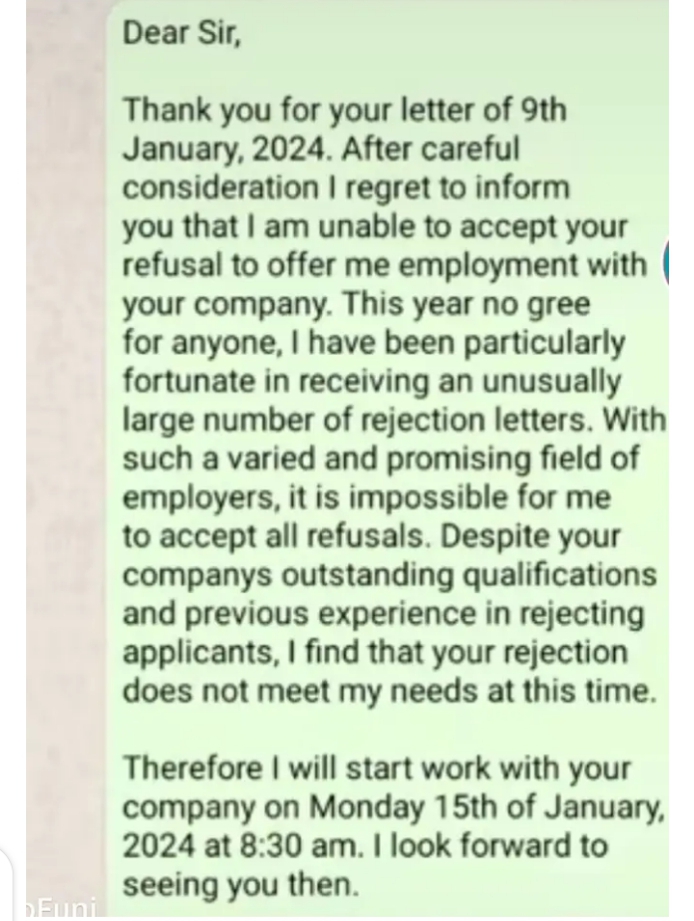 Dear Sir,
Thank you for your letter of 9th
January, 2024. After careful
consideration I regret to inform
you that I am unable to accept your
refusal to offer me employment with
your company. This year no gree
for anyone, I have been particularly
fortunate in receiving an unusually
large number of rejection letters. With
such a varied and promising field of
employers, it is impossible for me
to accept all refusals. Despite your
companys outstanding qualifications
and previous experience in rejecting
applicants, I find that your rejection
does not meet my needs at this time.
Therefore I will start work with your
company on Monday 15th of January,
2024 at 8:30 am. I look forward to
seeing you then.